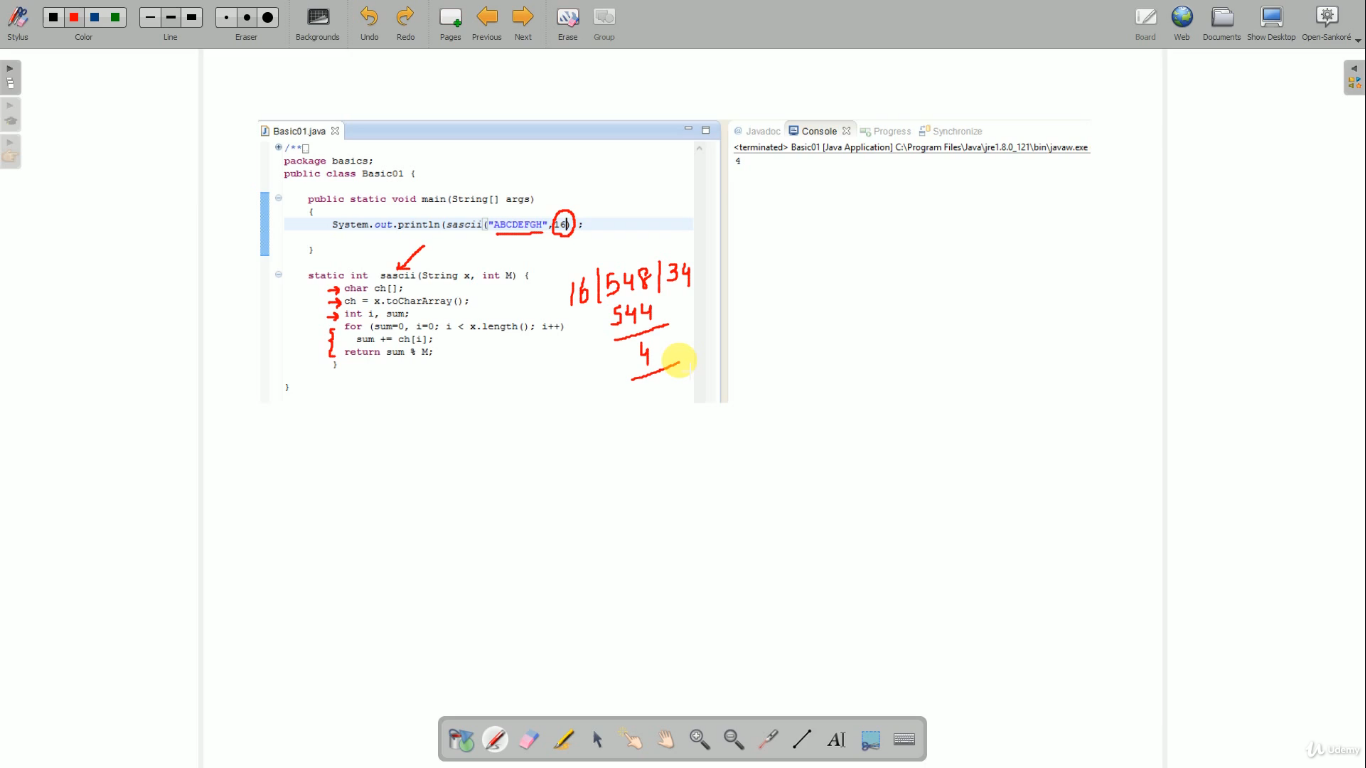 Stylus Color Line Eraser Backgrounds Undo Redo Pages Previous Next Erase Group Board Web Documents Show Desktop Open-Sankoré
Basic01.java
Javadoc Console Progress Synchronize
<terminated> Basic01 [Java Application] C:\Program Files\Java\jre1.8.0_121\bin\javaw.exe
4
/**
package basics;
public class Basic01 {
public static void main(String[] args)
{
System.out.println(sascii("ABCDEFGH",16));
}
static int sascii(String x, int M) {
char ch[];
ch = x.toCharArray();
int i, sum;
for (sum=0, i=0; i < x.length(); i++)
sum += ch[i];
return sum % M;
}
}
16|548|34
544
4
AI
Udemy